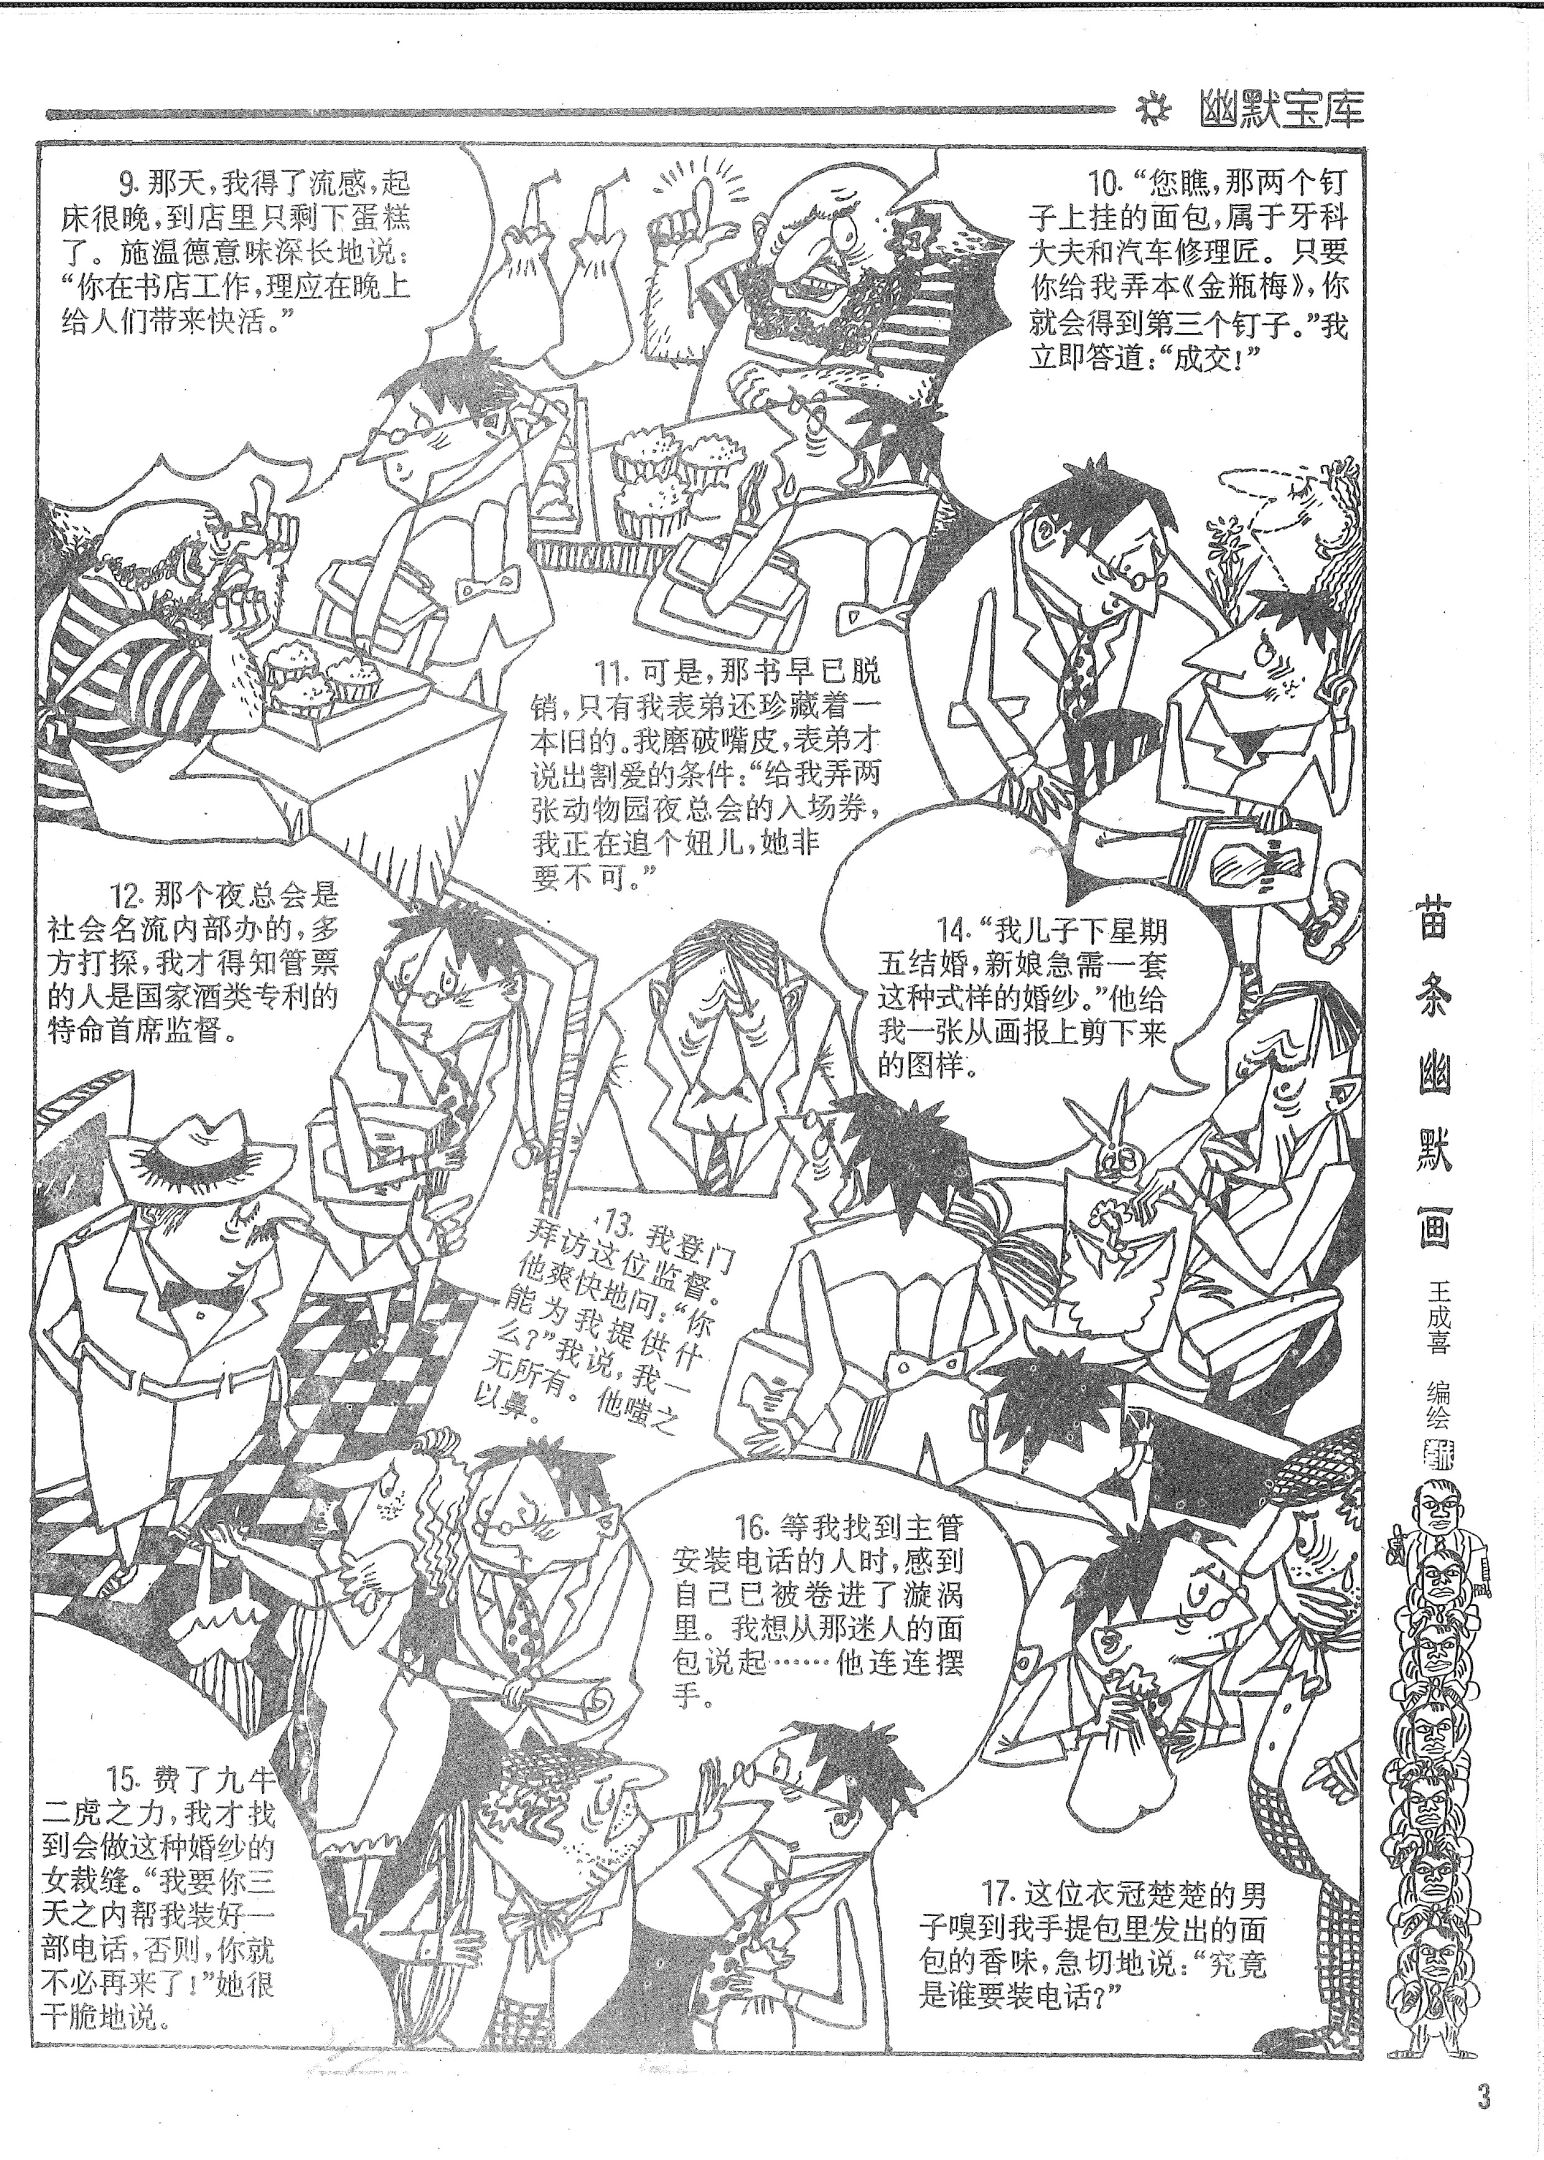 幽默宝库
9. 那天，我得了流感，起
床很晚，到店里只剩下蛋糕
了。施温德意味深长地说：
“你在书店工作，理应在晚上
给人们带来快活。”
10. “您瞧，那两个钉
子上挂的面包，属于牙科
大夫和汽车修理匠。只要
你给我弄本《金瓶梅》，你
就会得到第三个钉子。”我
立即答道：“成交！”
11. 可是，那书早已脱
销，只有我表弟还珍藏着一
本旧的。我磨破嘴皮，表弟才
说出割爱的条件：“给我弄两
张动物园夜总会的入场券，
我正在追个妞儿，她非
要不可。”
12. 那个夜总会是
社会名流内部办的，多
方打探，我才得知管票
的人是国家酒类专利的
特命首席监督。
13. 我登门
拜访这位监督。
他爽快地问：“你
能为我提供什
么？”我说，我一
无所有。他嗤之
以鼻。
14. “我儿子下星期
五结婚，新娘急需一套
这种式样的婚纱。”他给
我一张从画报上剪下来
的图样。
15. 费了九牛
二虎之力，我才找
到会做这种婚纱的
女裁缝。“我要你三
天之内帮我装好一
部电话，否则，你就
不必再来了！”她很
干脆地说。
16. 等我找到主管
安装电话的人时，感到
自己已被卷进了漩涡
里。我想从那迷人的面
包说起……他连连摆
手。
17. 这位衣冠楚楚的男
子嗅到我手提包里发出的面
包的香味，急切地说：“究竟
是谁要装电话？”
苗条幽默画
王成喜 编绘
3